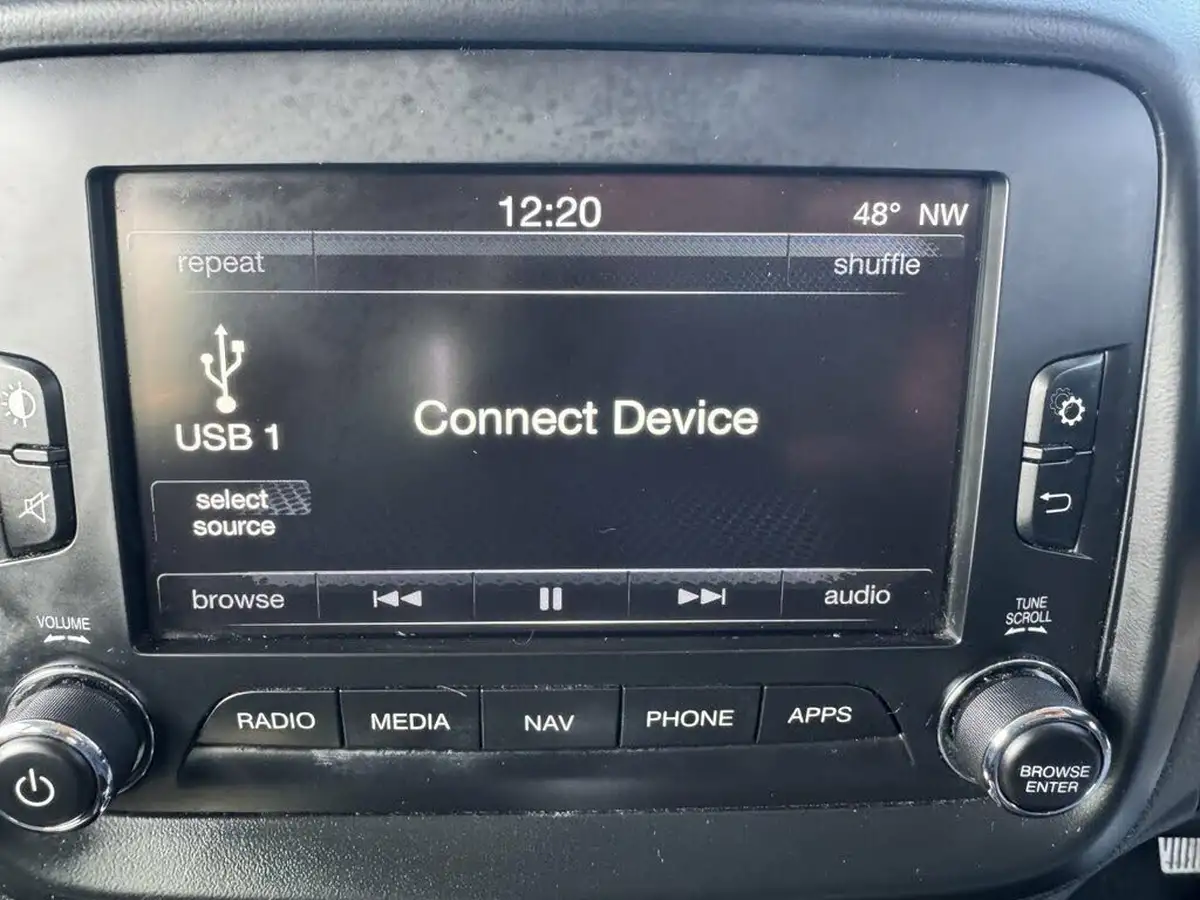 12:20
48° NW
repeat
shuffle
USB 1
Connect Device
select
source
browse
audio
VOLUME
TUNE
SCROLL
RADIO
MEDIA
NAV
PHONE
APPS
BROWSE
ENTER